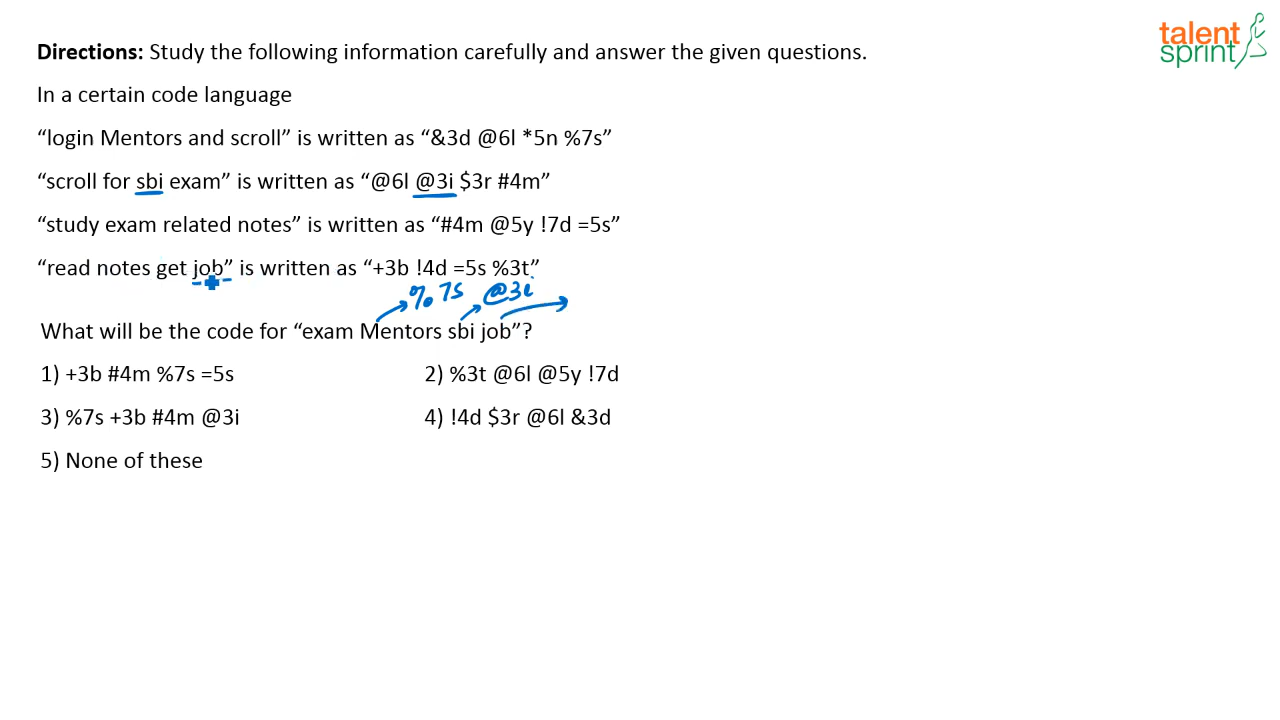 talent
sprint
Directions: Study the following information carefully and answer the given questions.
In a certain code language
“login Mentors and scroll” is written as “&3d @6l *5n %7s”
“scroll for sbi exam” is written as “@6l @3i $3r #4m”
“study exam related notes” is written as “#4m @5y !7d =5s”
“read notes get job” is written as “+3b !4d =5s %3t”
%7s @3i
What will be the code for “exam Mentors sbi job”?
1) +3b #4m %7s =5s 2) %3t @6l @5y !7d
3) %7s +3b #4m @3i 4) !4d $3r @6l &3d
5) None of these